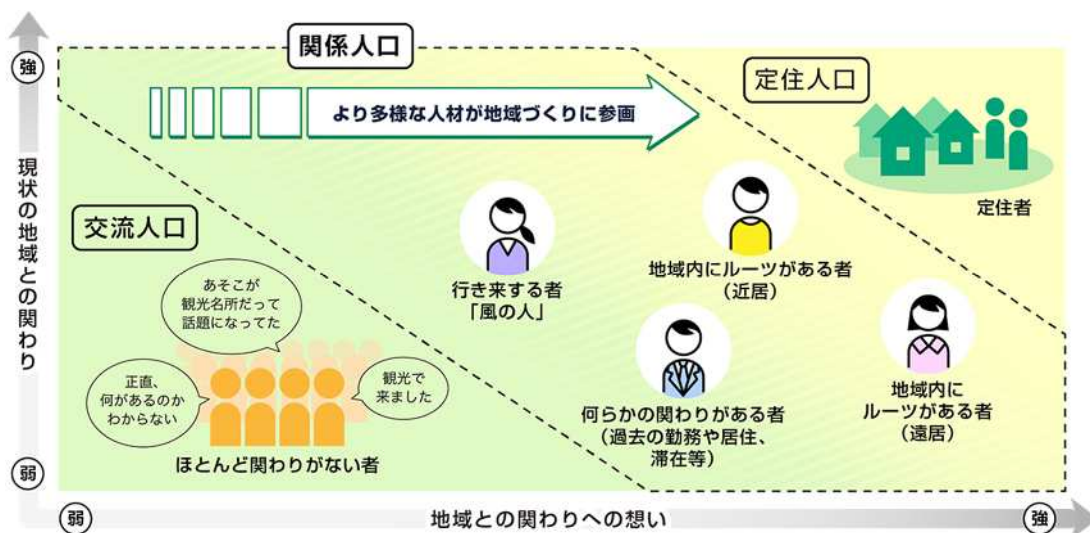 関係人口
強
より多様な人材が地域づくりに参画
定住人口
定住者
現状の地域との関わり
交流人口
あそこが
観光名所だって
話題になってた
正直、
何があるのか
わからない
観光で
来ました
ほとんど関わりがない者
行き来する者
「風の人」
地域内にルーツがある者
(近居)
何らかの関わりがある者
(過去の勤務や居住、
滞在等)
地域内に
ルーツがある者
(遠居)
弱
弱
地域との関わりへの想い
強